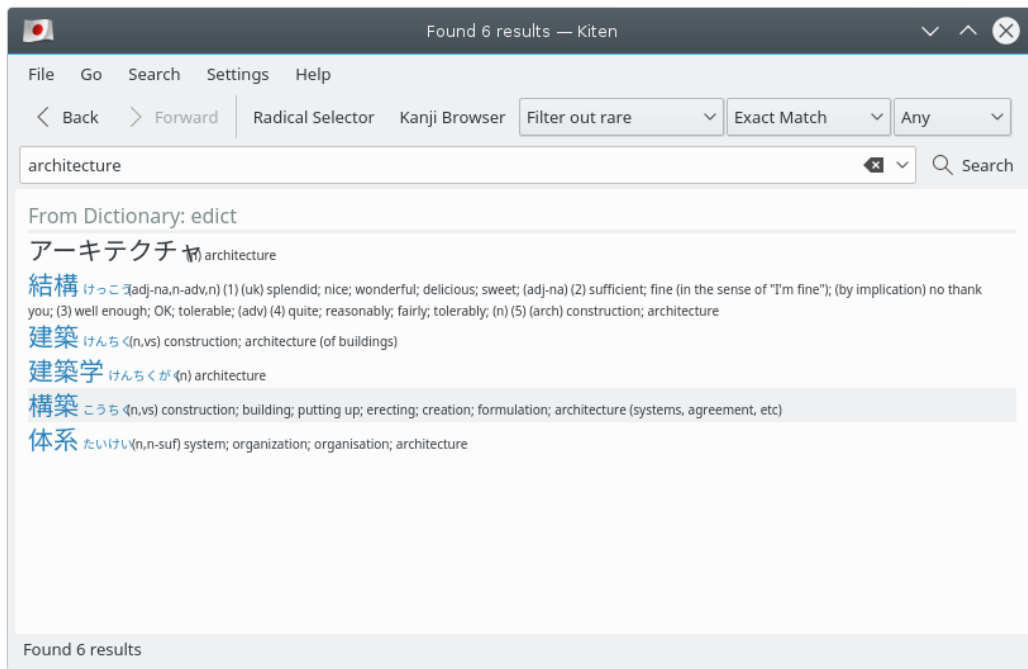 Found 6 results — Kiten
File Go Search Settings Help
Back Forward Radical Selector Kanji Browser Filter out rare Exact Match Any
architecture Search
From Dictionary: edict
アーキテクチャ (n) architecture
結構 けっこう (adj-na,n-adv,n) (1) (uk) splendid; nice; wonderful; delicious; sweet; (adj-na) (2) sufficient; fine (in the sense of "I'm fine"); (by implication) no thank
you; (3) well enough; OK; tolerable; (adv) (4) quite; reasonably; fairly; tolerably; (n) (5) (arch) construction; architecture
建築 けんちく (n,vs) construction; architecture (of buildings)
建築学 けんちくがく (n) architecture
構築 こうちく (n,vs) construction; building; putting up; erecting; creation; formulation; architecture (systems, agreement, etc)
体系 たいけい (n,n-suf) system; organization; organisation; architecture
Found 6 results